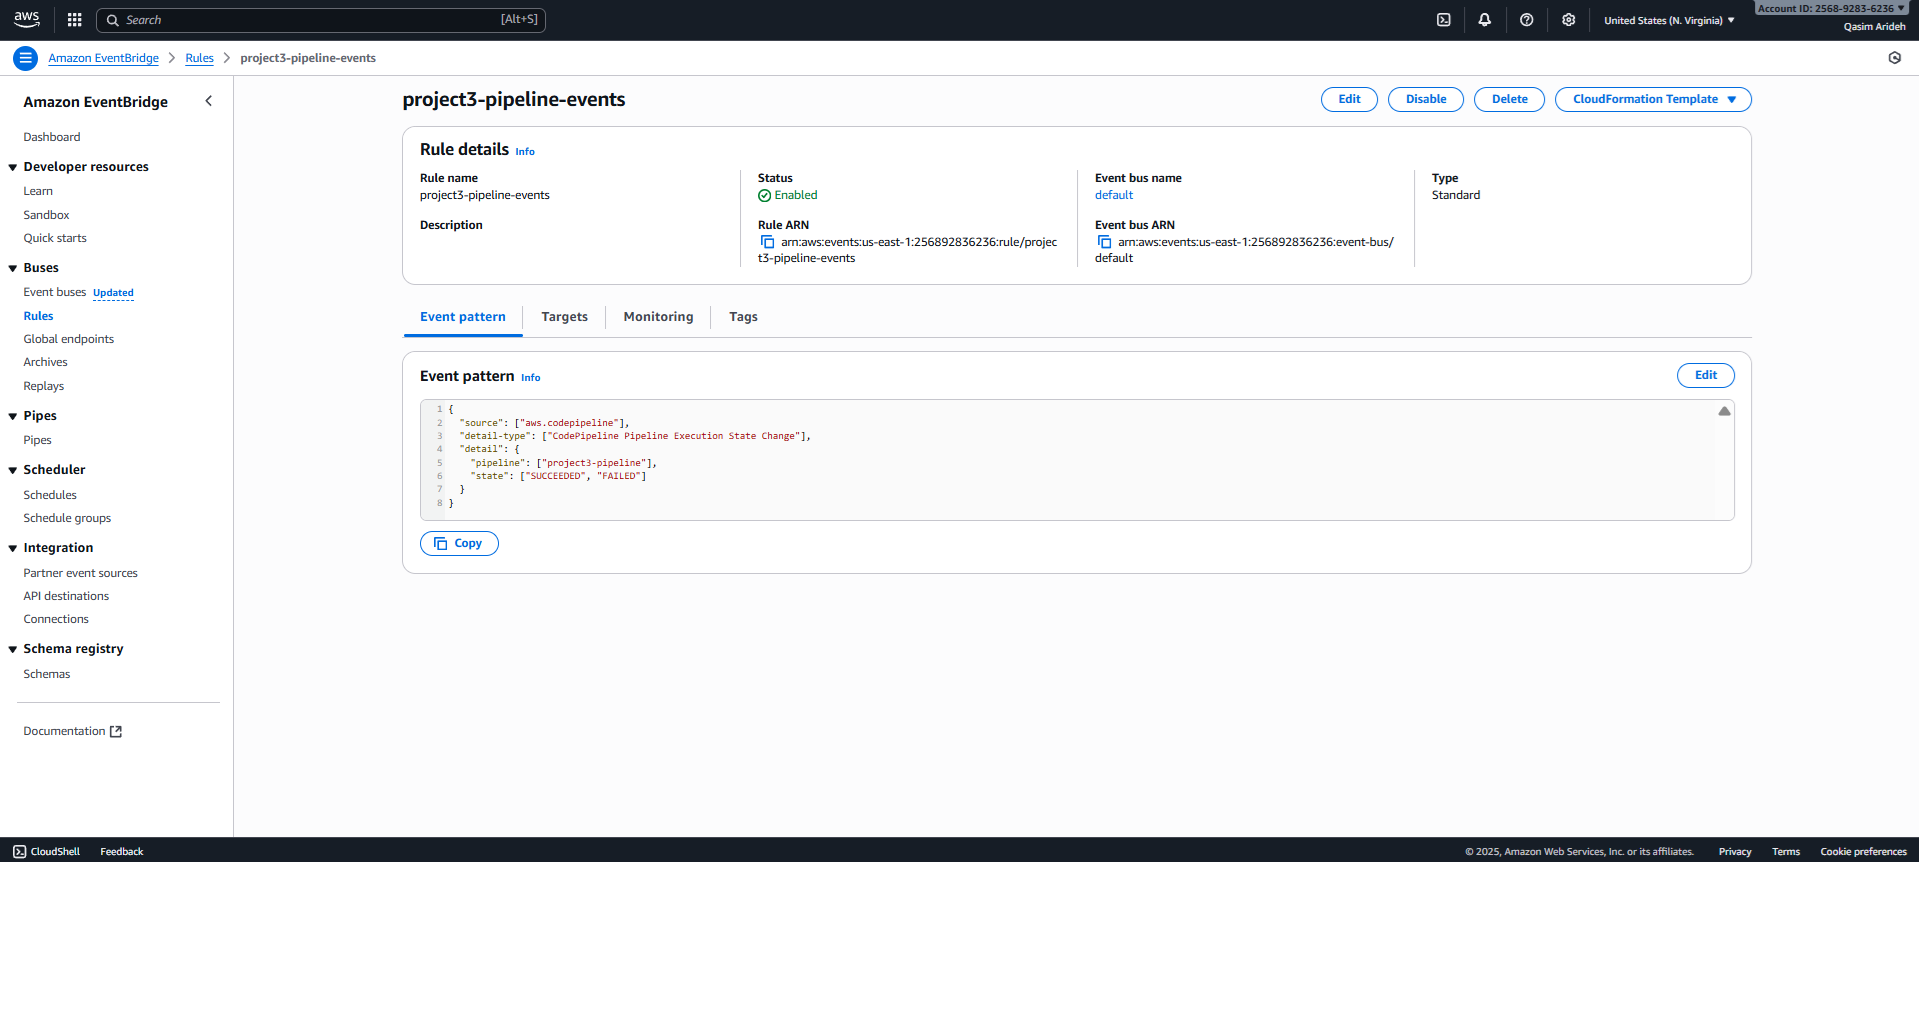 aws
Search
[Alt+S]
United States (N. Virginia)
Account ID: 2568-9283-6236
Qasim Arideh
Amazon EventBridge
Rules
project3-pipeline-events
Amazon EventBridge
Dashboard
Developer resources
Learn
Sandbox
Quick starts
Buses
Event buses Updated
Rules
Global endpoints
Archives
Replays
Pipes
Pipes
Scheduler
Schedules
Schedule groups
Integration
Partner event sources
API destinations
Connections
Schema registry
Schemas
Documentation
project3-pipeline-events
Edit
Disable
Delete
CloudFormation Template
Rule details Info
Rule name
project3-pipeline-events
Description
Status
Enabled
Rule ARN
arn:aws:events:us-east-1:256892836236:rule/projec
t3-pipeline-events
Event bus name
default
Event bus ARN
arn:aws:events:us-east-1:256892836236:event-bus/
default
Type
Standard
Event pattern
Targets
Monitoring
Tags
Event pattern Info
Edit
1 {
2 "source": ["aws.codepipeline"],
3 "detail-type": ["CodePipeline Pipeline Execution State Change"],
4 "detail": {
5 "pipeline": ["project3-pipeline"],
6 "state": ["SUCCEEDED", "FAILED"]
7 }
8 }
Copy
CloudShell
Feedback
© 2025, Amazon Web Services, Inc. or its affiliates.
Privacy
Terms
Cookie preferences